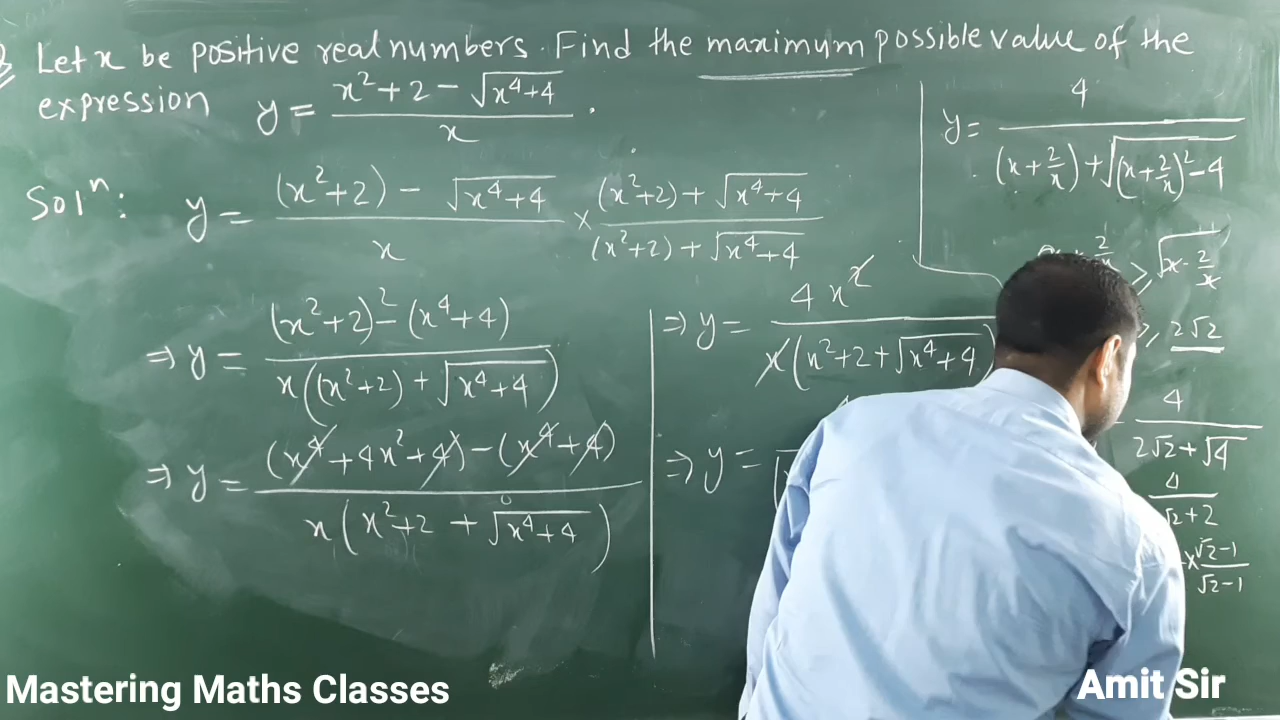 Let x be positive real numbers. Find the maximum possible value of the
expression y = (x²+2 - √(x⁴+4))/x .
Solⁿ: y = ((x²+2) - √(x⁴+4))/x × ((x²+2) + √(x⁴+4))/((x²+2) + √(x⁴+4))
⇒ y = ((x²+2)² - (x⁴+4))/(x((x²+2) + √(x⁴+4)))
⇒ y = ((x⁴+4x²+4) - (x⁴+4))/(x(x²+2 + √(x⁴+4)))
⇒ y = 4x²/(x(x²+2+√(x⁴+4)))
⇒ y =
y = 4/((x+2/x)+√((x+2/x)²-4))
2/x ≥ √(x·2/x)
≥ 2√2
4/(2√2+√4)
4/(√2+2)
×(√2-1)/(√2-1)
Mastering Maths Classes
Amit Sir